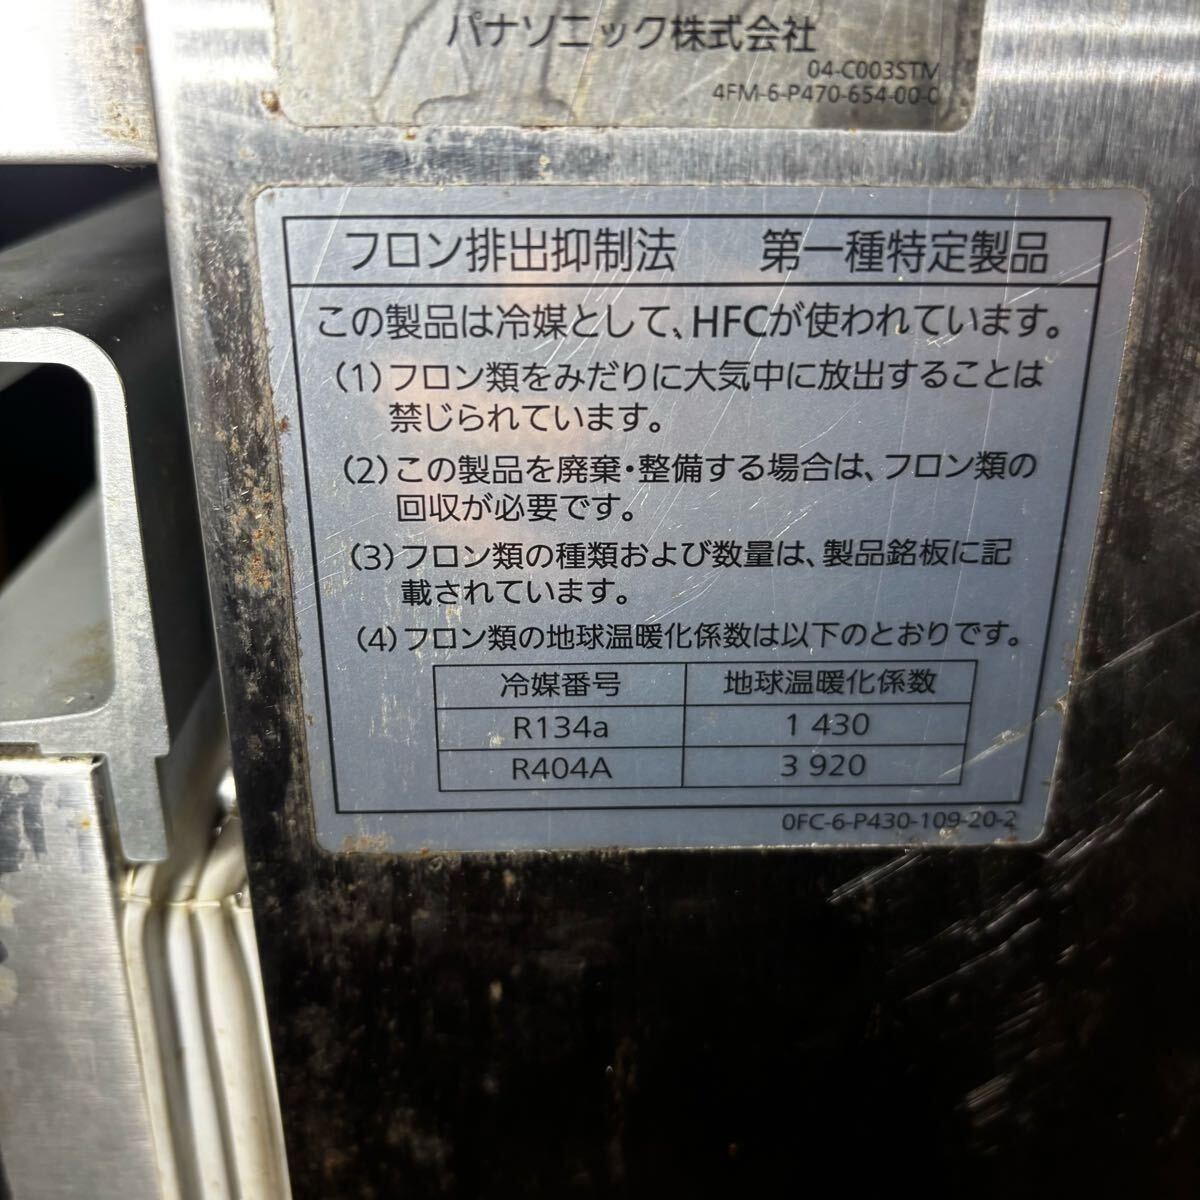 パナソニック株式会社
04-C003STM
4FM-6-P470-654-00-0
フロン排出抑制法　第一種特定製品
この製品は冷媒として、HFCが使われています。
(1)フロン類をみだりに大気中に放出することは
禁じられています。
(2)この製品を廃棄・整備する場合は、フロン類の
回収が必要です。
(3)フロン類の種類および数量は、製品銘板に記
載されています。
(4)フロン類の地球温暖化係数は以下のとおりです。
冷媒番号 地球温暖化係数
R134a 1 430
R404A 3 920
0FC-6-P430-109-20-2